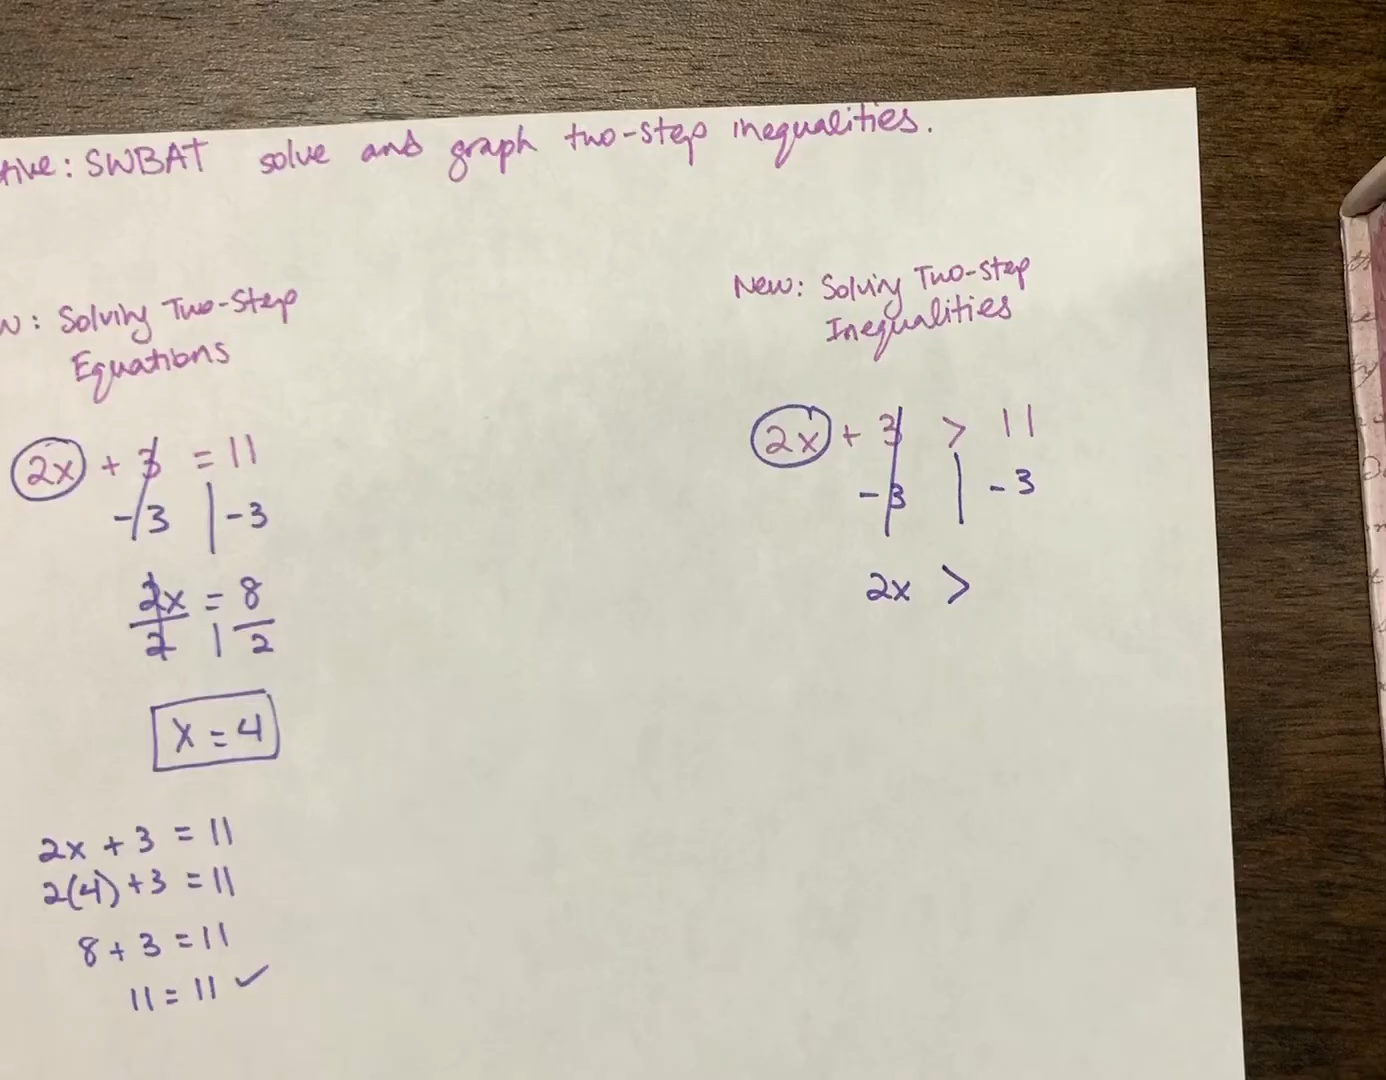 tive: SWBAT solve and graph two-step inequalities.
w: Solving Two-Step
Equations
2x + 3 = 11
-3 | -3
2x = 8
2 | 2
x = 4
2x + 3 = 11
2(4) + 3 = 11
8 + 3 = 11
11 = 11 ✓
New: Solving Two-step
Inequalities
2x + 3 > 11
-3 | -3
2x >